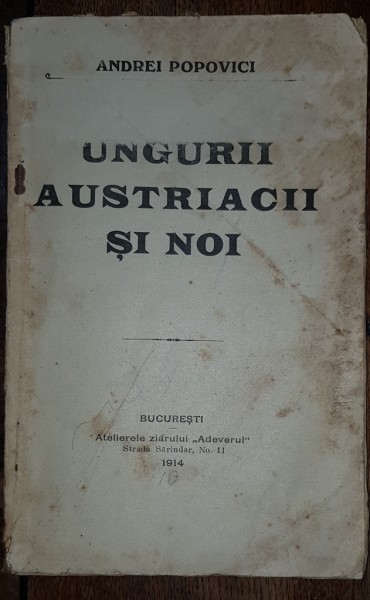 ANDREI POPOVICI
UNGURII
AUSTRIACII
ȘI NOI
BUCUREȘTI
Atelierele ziarului „Adeverul"
Strada Sărindar, No. 11
1914